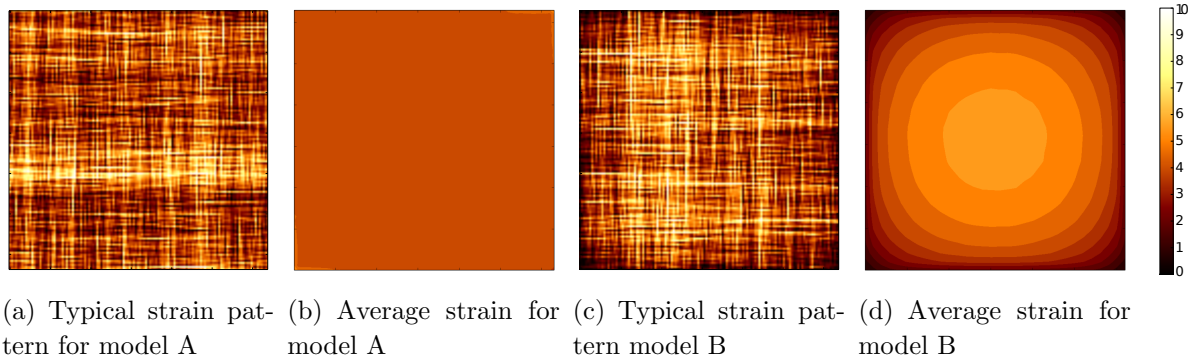 10
9
8
7
6
5
4
3
2
1
0
(a) Typical strain pat-
tern for model A
(b) Average strain for
model A
(c) Typical strain pat-
tern model B
(d) Average strain for
model B